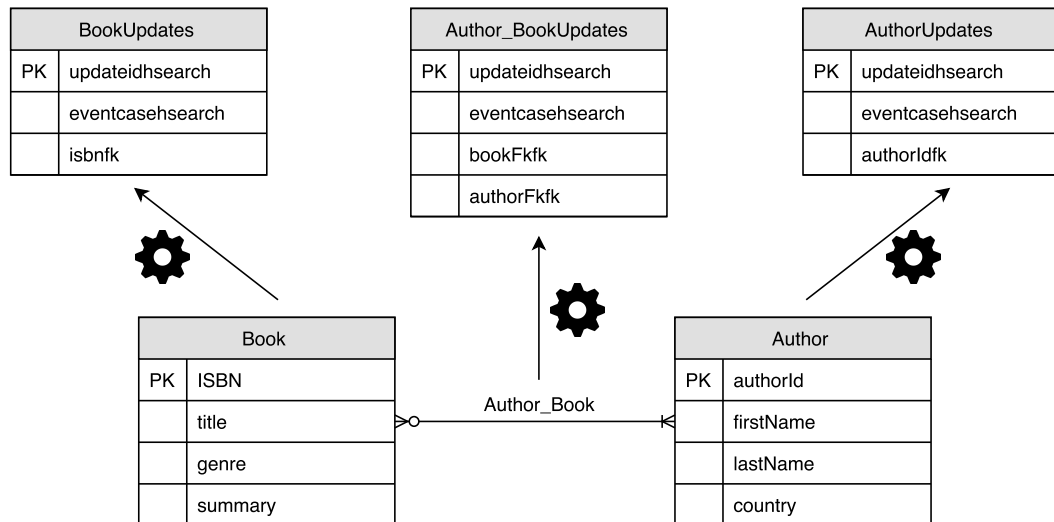 BookUpdates
PK updateidhsearch
eventcasehsearch
isbnfk
Author_BookUpdates
PK updateidhsearch
eventcasehsearch
bookFkfk
authorFkfk
AuthorUpdates
PK updateidhsearch
eventcasehsearch
authorIdfk
Book
PK ISBN
title
genre
summary
Author_Book
Author
PK authorId
firstName
lastName
country